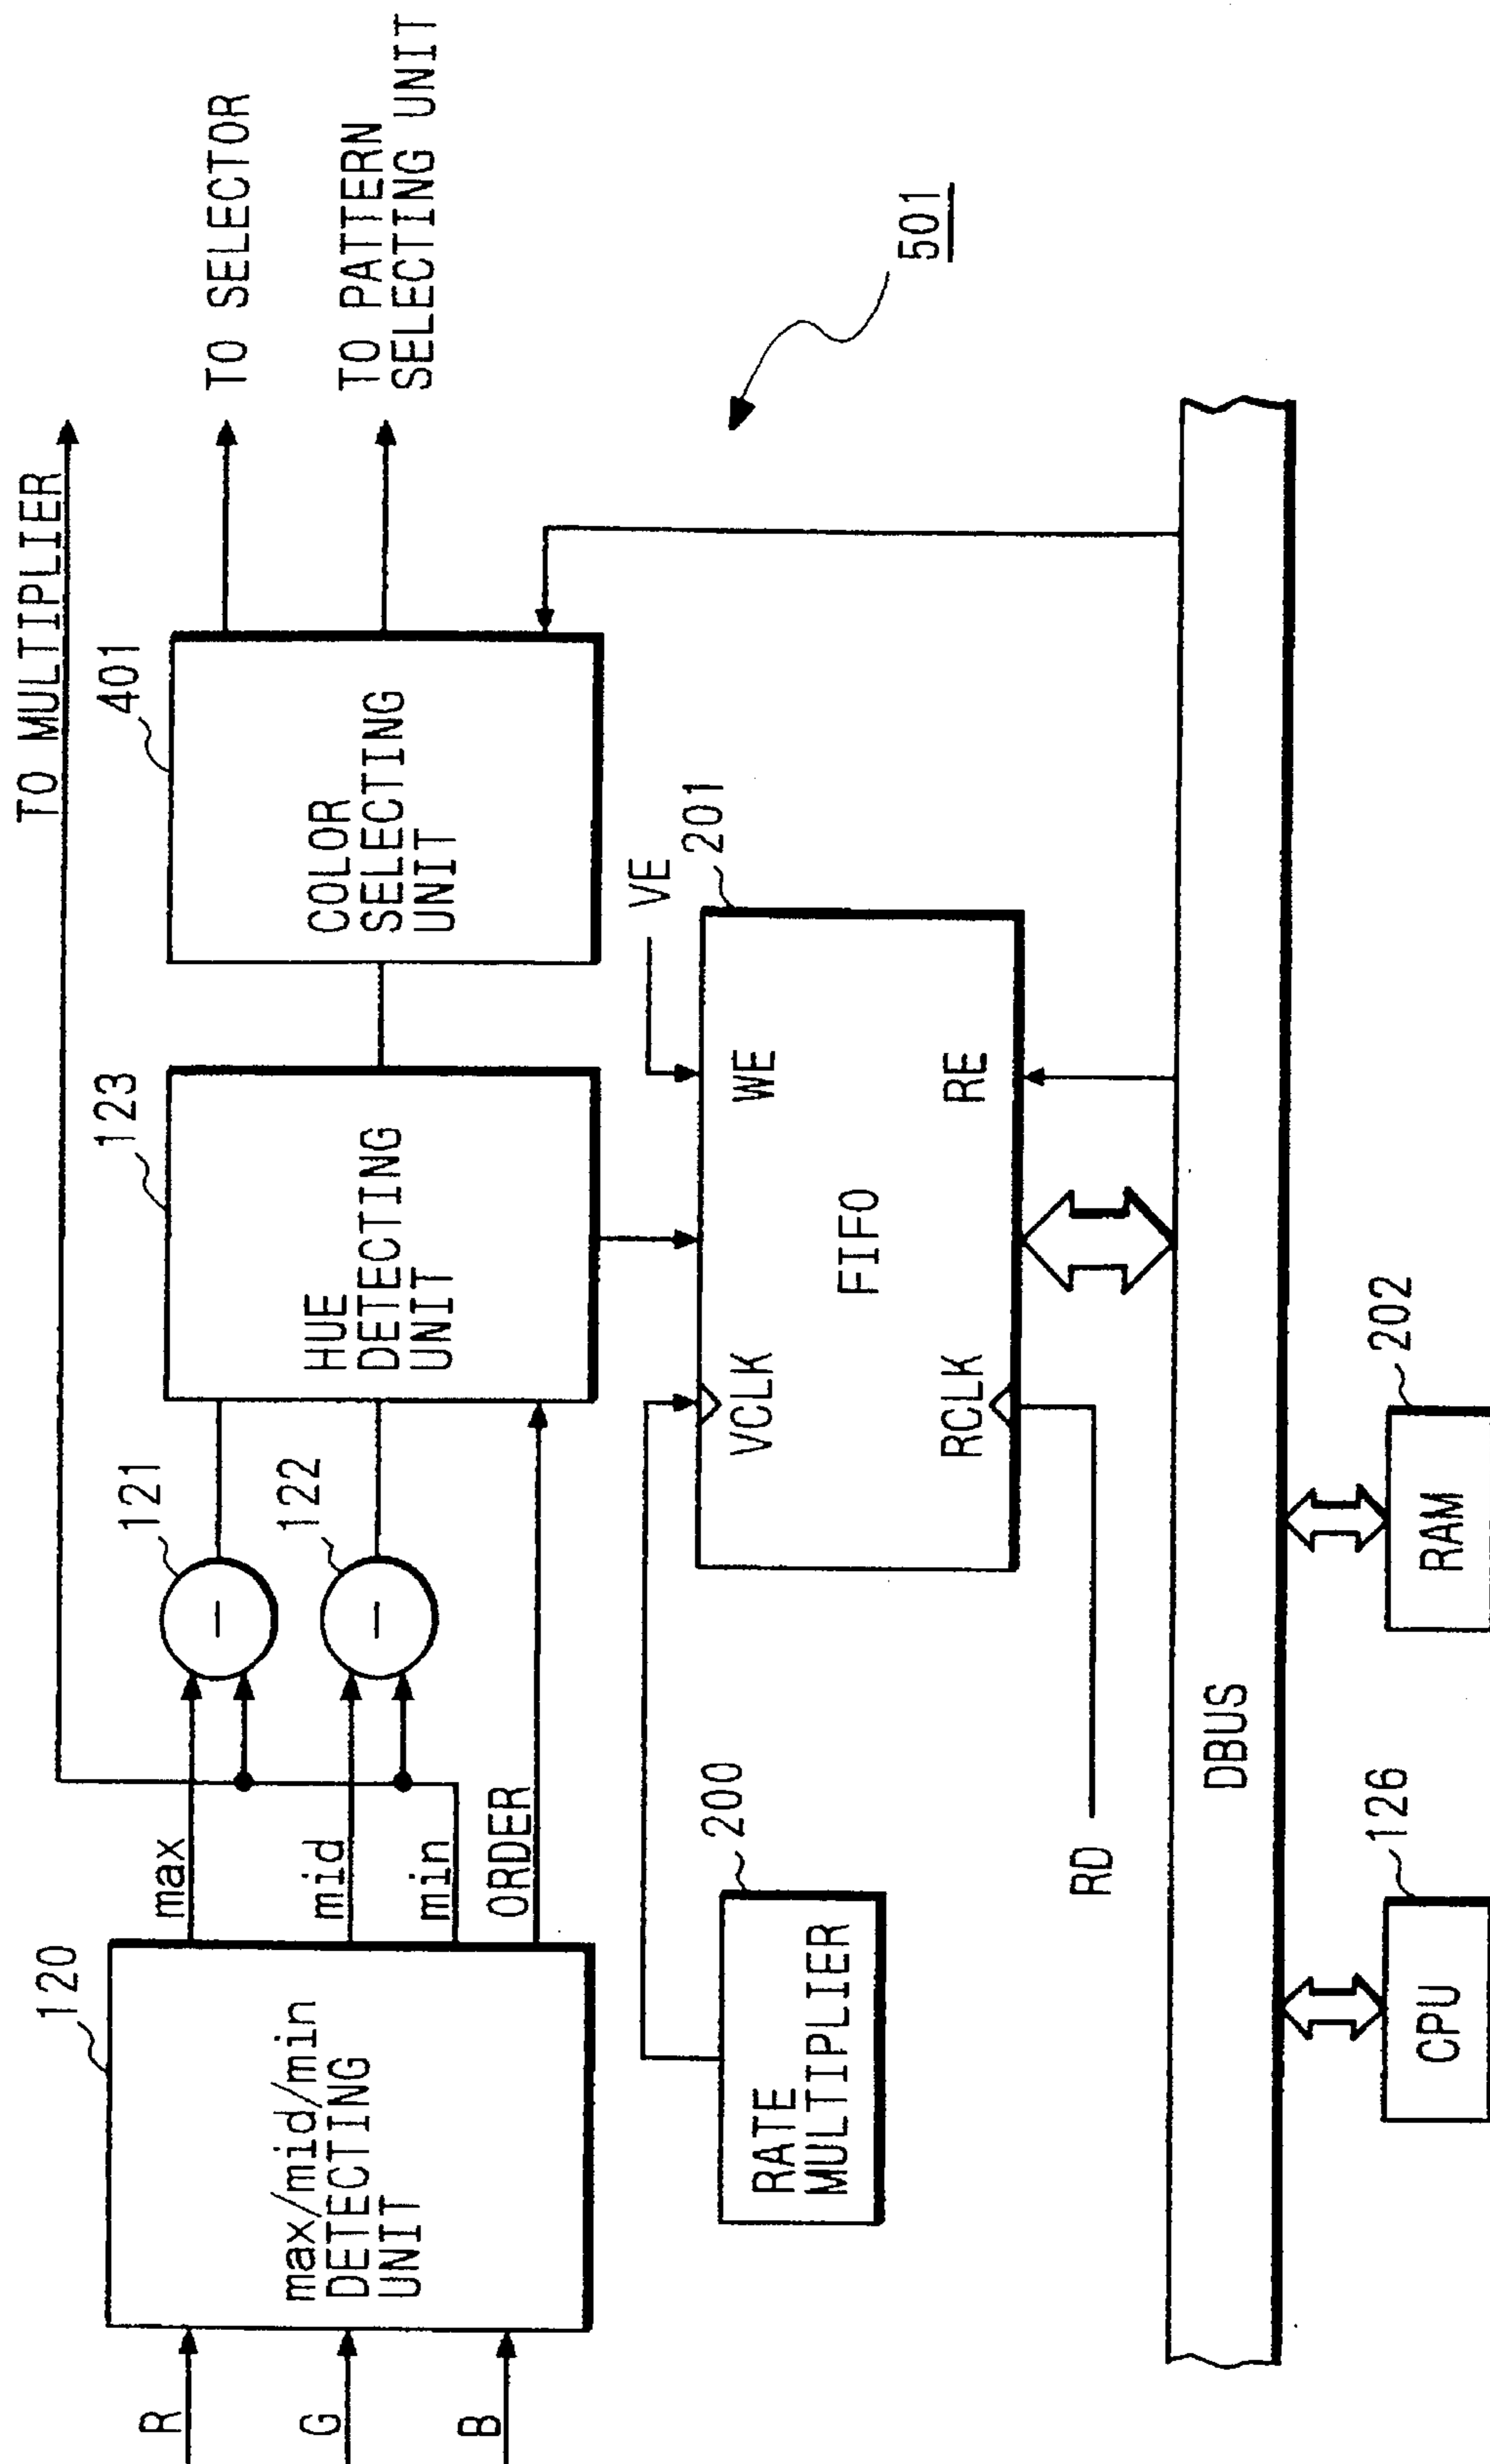 TO MULTIPLIER
TO SELECTOR
TO PATTERN
SELECTING UNIT
R
G
B
120
max/mid/min
DETECTING
UNIT
max
mid
min
ORDER
121
122
123
HUE
DETECTING
UNIT
401
COLOR
SELECTING
UNIT
501
200
RATE
MULTIPLIER
VE
201
VCLK
WE
FIFO
RCLK
RE
RD
DBUS
126
CPU
202
RAM